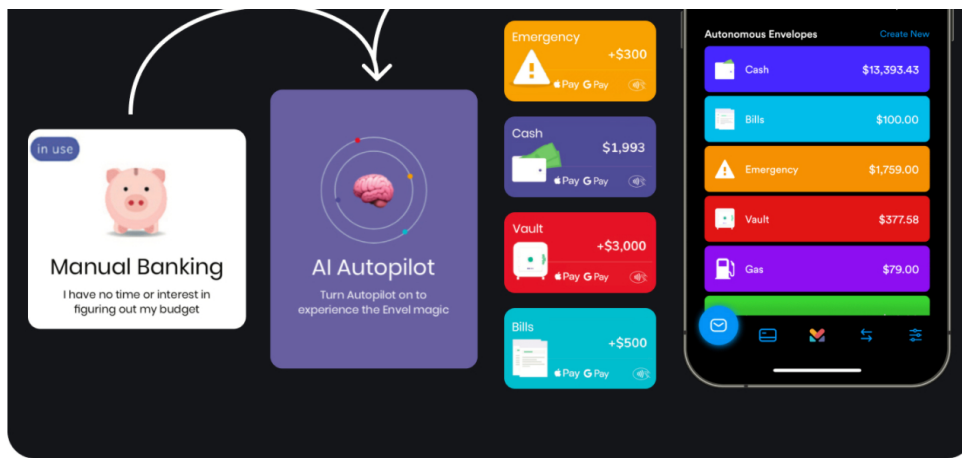 in use
Manual Banking
I have no time or interest in
figuring out my budget
AI Autopilot
Turn Autopilot on to
experience the Envel magic
Emergency
+$300
Pay G Pay
Cash
$1,993
Pay G Pay
Vault
+$3,000
Pay G Pay
Bills
+$500
Pay G Pay
Autonomous Envelopes
Create New
Cash
$13,393.43
Bills
$100.00
Emergency
$1,759.00
Vault
$377.58
Gas
$79.00